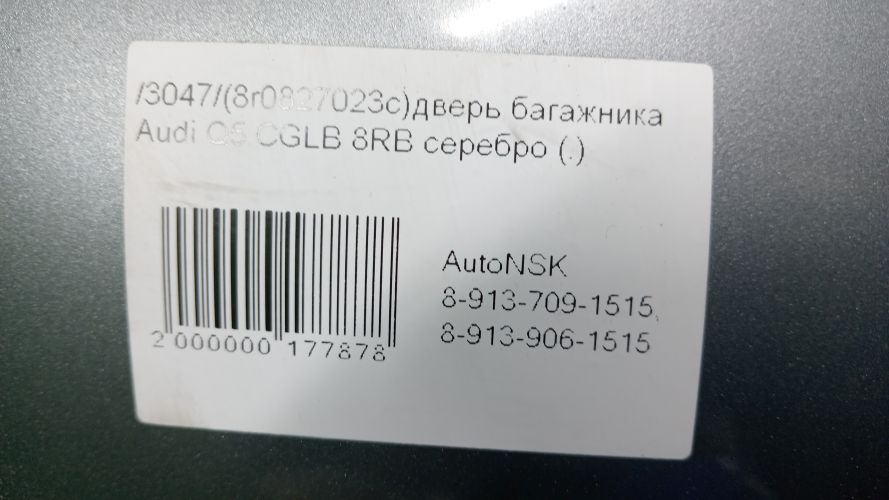 /3047/(8r0827023c)дверь багажника
Audi Q5 CGLB 8RB серебро (.)
AutoNSK
8-913-709-1515,
8-913-906-1515
2 000000 177878